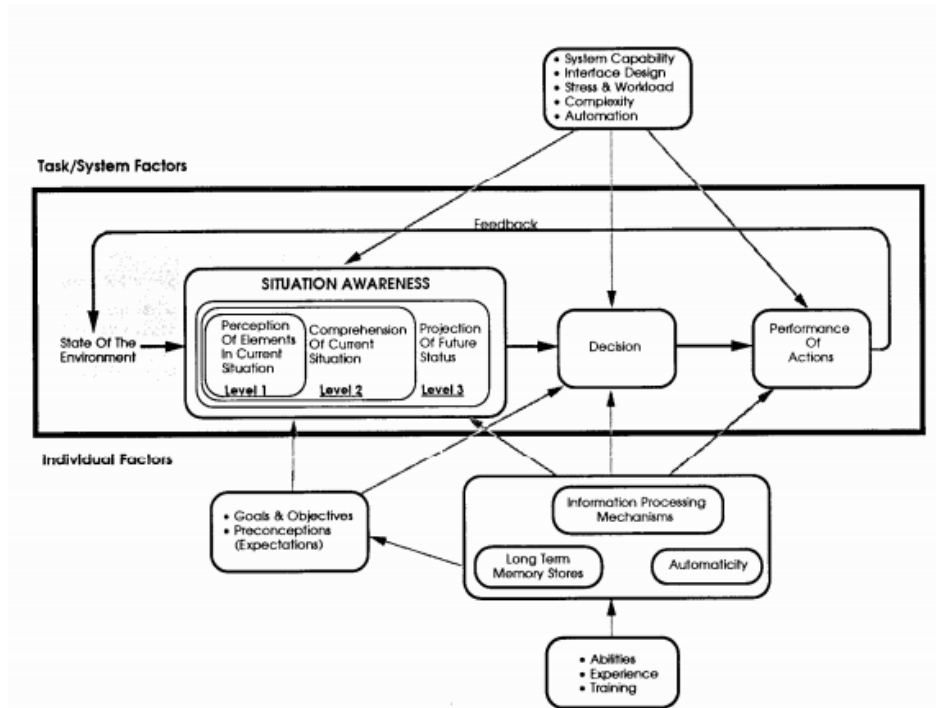 • System Capability
• Interface Design
• Stress & Workload
• Complexity
• Automation
Task/System Factors
Feedback
SITUATION AWARENESS
State Of The
Environment
Perception
Of Elements
In Current
Situation
Level 1
Comprehension
Of Current
Situation
Level 2
Projection
Of Future
Status
Level 3
Decision
Performance
Of
Actions
Individual Factors
• Goals & Objectives
• Preconceptions
(Expectations)
Information Processing
Mechanisms
Long Term
Memory Stores
Automaticity
• Abilities
• Experience
• Training